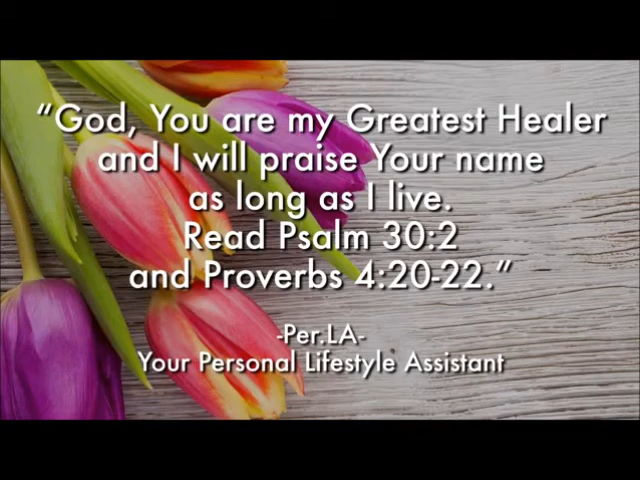 “God, You are my Greatest Healer
and I will praise Your name
as long as I live.
Read Psalm 30:2
and Proverbs 4:20-22.”
-Per.LA-
Your Personal Lifestyle Assistant